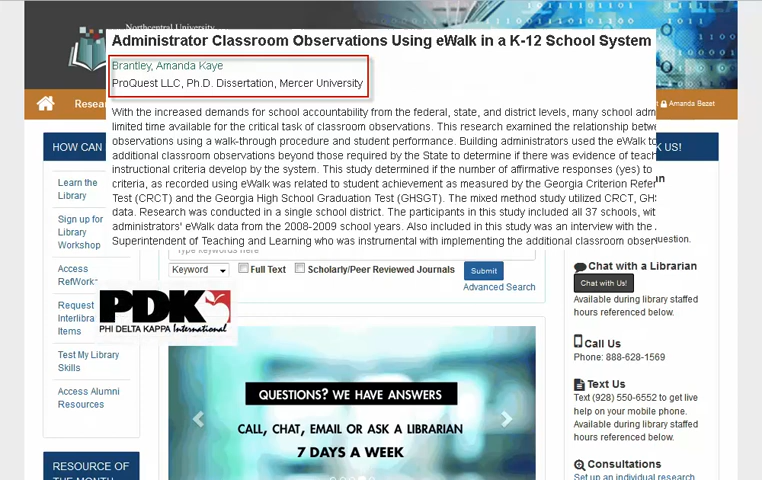 Northcentral University
Administrator Classroom Observations Using eWalk in a K-12 School System
Brantley, Amanda Kaye
ProQuest LLC, Ph.D. Dissertation, Mercer University
With the increased demands for school accountability from the federal, state, and district levels, many school adm
limited time available for the critical task of classroom observations. This research examined the relationship betwe
observations using a walk-through procedure and student performance. Building administrators used the eWalk to
additional classroom observations beyond those required by the State to determine if there was evidence of teach
instructional criteria develop by the system. This study determined if the number of affirmative responses (yes) to
criteria, as recorded using eWalk was related to student achievement as measured by the Georgia Criterion Refer
Test (CRCT) and the Georgia High School Graduation Test (GHSGT). The mixed method study utilized CRCT, GH
data. Research was conducted in a single school district. The participants in this study included all 37 schools, wit
administrators' eWalk data from the 2008-2009 school years. Also included in this study was an interview with the
Superintendent of Teaching and Learning who was instrumental with implementing the additional classroom obser
Resear
Amanda Bezet
HOW CAN
Learn the
Library
Sign up for
Library
Workshop
Access
RefWorks
Request
Interlibra
Items
Test My Library
Skills
Access Alumni
Resources
RESOURCE OF
THE MONTH
PDK
PHI DELTA KAPPA International
Type keywords here
Keyword
Full Text
Scholarly/Peer Reviewed Journals
Submit
Advanced Search
QUESTIONS? WE HAVE ANSWERS
CALL, CHAT, EMAIL OR ASK A LIBRARIAN
7 DAYS A WEEK
K US!
in
uestion.
Chat with a Librarian
Chat with Us!
Available during library staffed
hours referenced below.
Call Us
Phone: 888-628-1569
Text Us
Text (928) 550-6552 to get live
help on your mobile phone.
Available during library staffed
hours referenced below.
Consultations
Set up an individual research